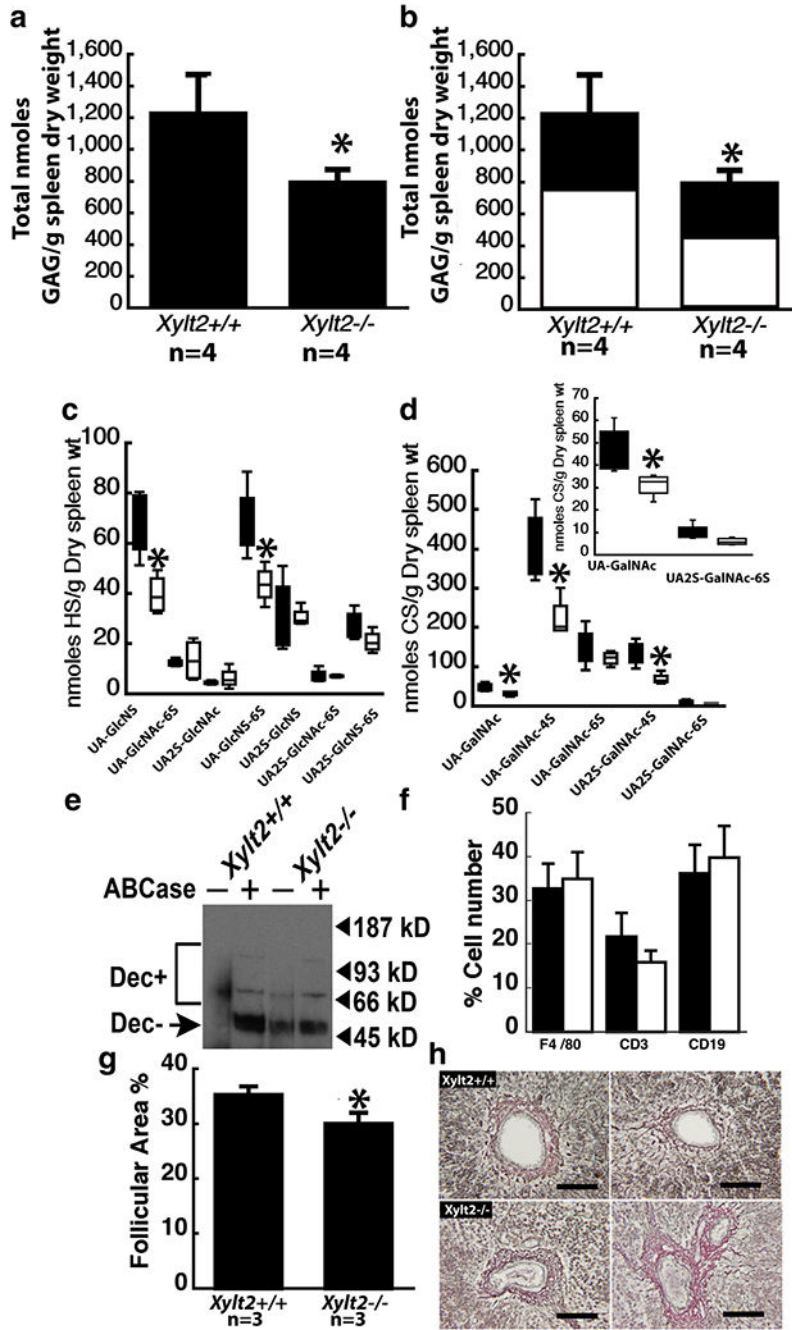 a
Total nmoles
GAG/g spleen dry weight
1,600
1,400
1,200
1,000
800
600
400
200
0
*
Xylt2+/+
n=4
Xylt2-/-
n=4
b
Total nmoles
GAG/g spleen dry weight
1,600
1,400
1,200
1,000
800
600
400
200
0
*
Xylt2+/+
n=4
Xylt2-/-
n=4
c
nmoles HS/g Dry spleen wt
100
80
60
40
20
0
*
*
UA-GlcNS
UA-GlcNAc-6S
UA2S-GlcNAc
UA-GlcNS-6S
UA2S-GlcNS
UA2S-GlcNAc-6S
UA2S-GlcNS-6S
d
nmoles CS/g Dry spleen wt
600
500
400
300
200
100
0
*
*
*
UA-GalNAc
UA-GalNAc-4S
UA-GalNAc-6S
UA2S-GalNAc-4S
UA2S-GalNAc-6S
nmoles CS/g Dry spleen wt
70
60
50
40
30
20
10
0
*
UA-GalNAc
UA2S-GalNAc-6S
e
Xylt2+/+
Xylt2-/-
ABCase − + − +
187 kD
Dec+
93 kD
66 kD
Dec-
45 kD
f
% Cell number
50
40
30
20
10
0
F4 /80
CD3
CD19
g
Follicular Area %
40
30
20
10
0
*
Xylt2+/+
n=3
Xylt2-/-
n=3
h
Xylt2+/+
Xylt2-/-